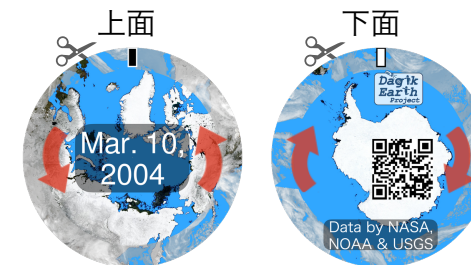 上面
下面
Mar. 10,
2004
Dagik
Earth
Project
Data by NASA,
NOAA & USGS